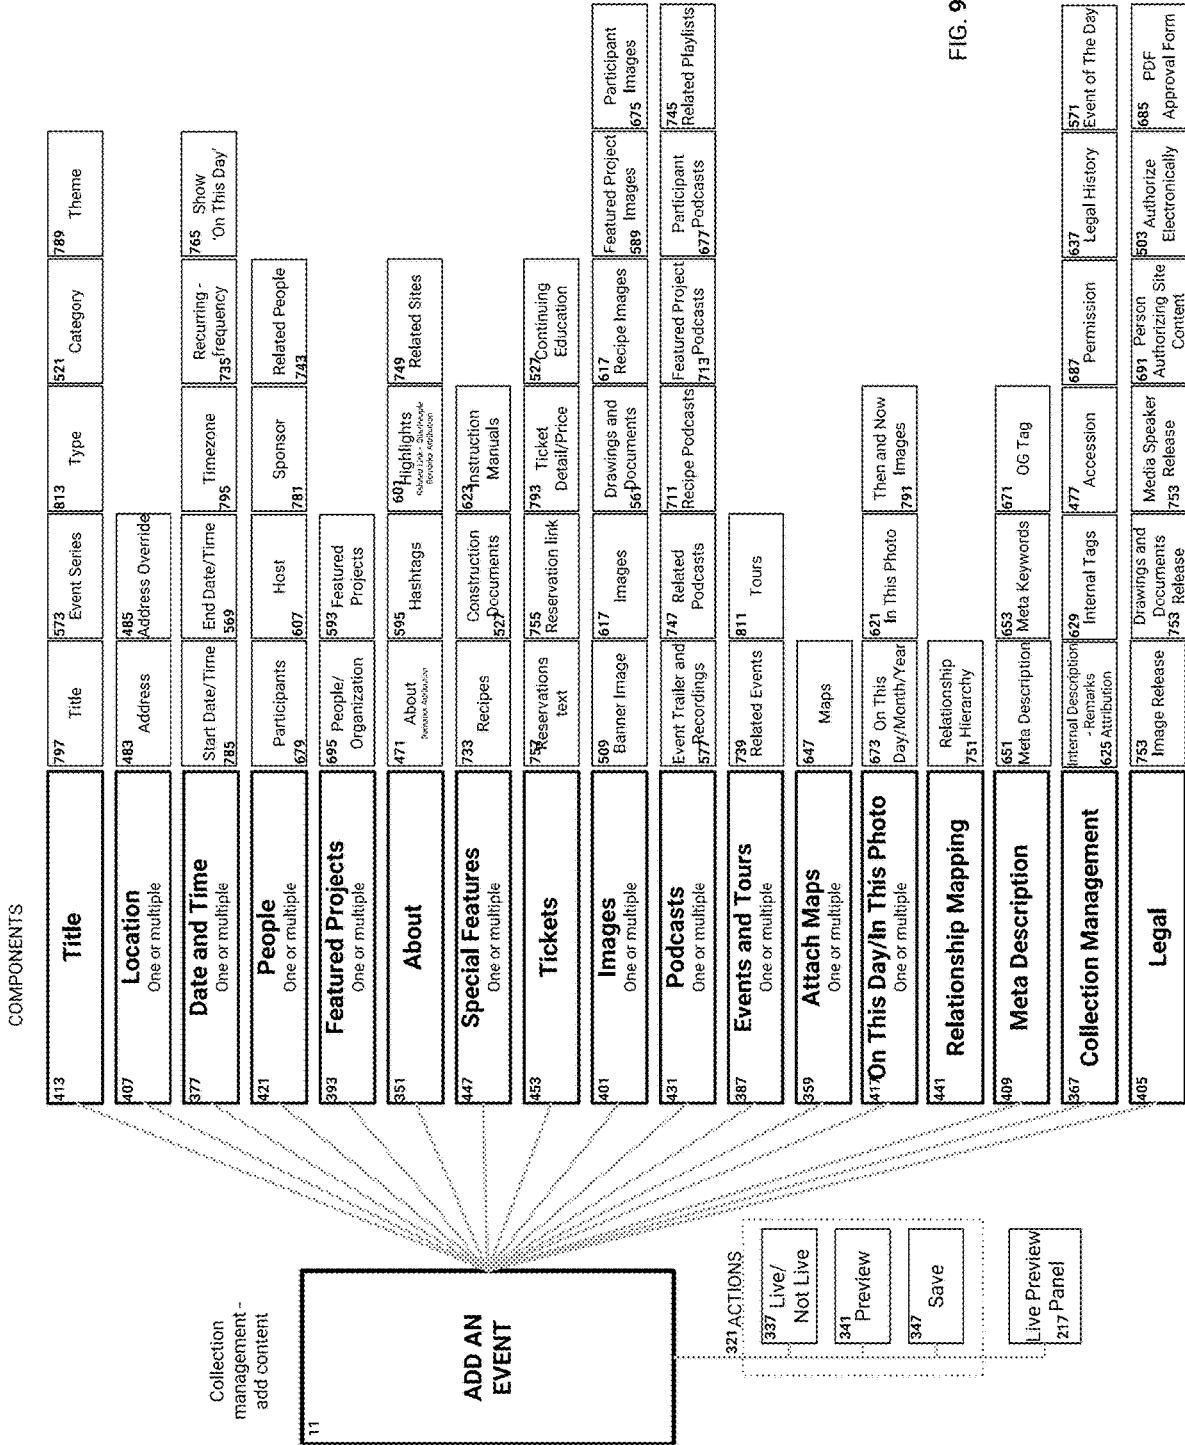 COMPONENTS
Collection
management -
add content
11
ADD AN
EVENT
321 ACTIONS
337 Live/
Not Live
341
Preview
347
Save
Live Preview
217 Panel
413
Title
797
Title
573
Event Series
813
Type
521
Category
789
Theme
407
Location
One or multiple
483
Address
485
Address Override
377
Date and Time
One or multiple
Start Date/Time
785
End Date/Time
569
Timezone
795
Recurring -
frequency
735
765 Show
'On This Day'
421
People
One or multiple
Participants
679
Host
607
Sponsor
781
Related People
743
393
Featured Projects
One or multiple
695 People/
Organization
593 Featured
Projects
351
About
471
About
595
Hashtags
601
Highlights
749
Related Sites
447
Special Features
One or multiple
733
Recipes
Construction
Documents
527
623
Instruction
Manuals
453
Tickets
757
Reservations
text
755
Reservation link
793 Ticket
Detail/Price
527
Continuing
Education
401
Images
One or multiple
509
Banner Image
617
Images
Drawings and
Documents
561
617
Recipe Images
Featured Project
589 Images
Participant
675 Images
431
Podcasts
One or multiple
Event Trailer and
577 Recordings
747 Related
Podcasts
711
Recipe Podcasts
Featured Project
713 Podcasts
Participant
677 Podcasts
745
Related Playlists
387
Events and Tours
One or multiple
739
Related Events
811
Tours
359
Attach Maps
One or multiple
647
Maps
417
On This Day/In This Photo
One or multiple
673 On This
Day/Month/Year
621
In This Photo
Then and Now
791 Images
441
Relationship Mapping
Relationship
Hierarchy
751
409
Meta Description
651
Meta Description
653
Meta Keywords
671
OG Tag
367
Collection Management
Internal Description
- Remarks
625 Attribution
629
Internal Tags
477
Accession
687
Permission
637
Legal History
571
Event of The Day
405
Legal
753
Image Release
Drawings and
Documents
753 Release
Media Speaker
753 Release
691 Person
Authorizing Site
Content
503 Authorize
Electronically
685 PDF
Approval Form
FIG. 9